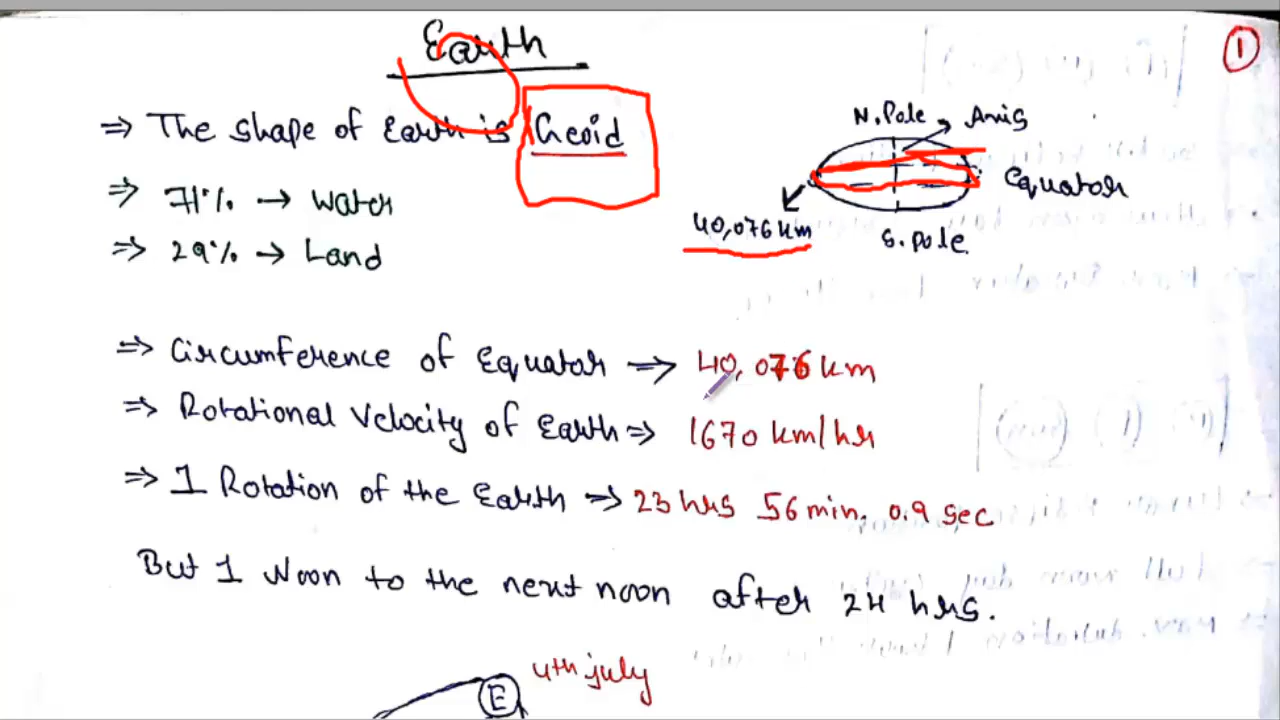 Earth
1
⇒ The shape of Earth is Geoid
⇒ 71% → water
⇒ 29% → Land
N.Pole
Axis
Equator
40,076 km
S.pole
⇒ Circumference of Equator ⇒ 40,076 km
⇒ Rotational Velocity of Earth ⇒ 1670 km/hr
⇒ 1 Rotation of the Earth ⇒ 23 hrs 56 min. 0.9 sec
But 1 Noon to the next noon after 24 hrs.
4th july
E